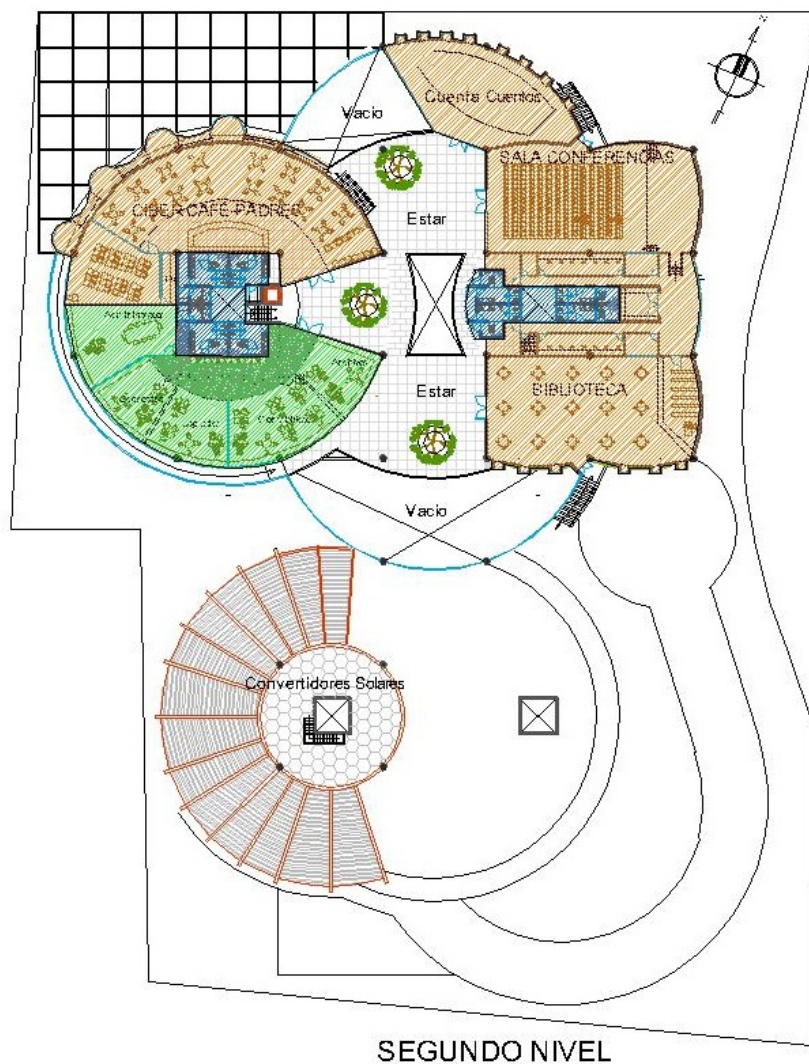 Cuenta Cuentos
Vacio
SALA CONFERENCIAS
CIBER CAFE-PADRES
Estar
Estar
BIBLIOTECA
Vacio
Convertidores Solares
SEGUNDO NIVEL